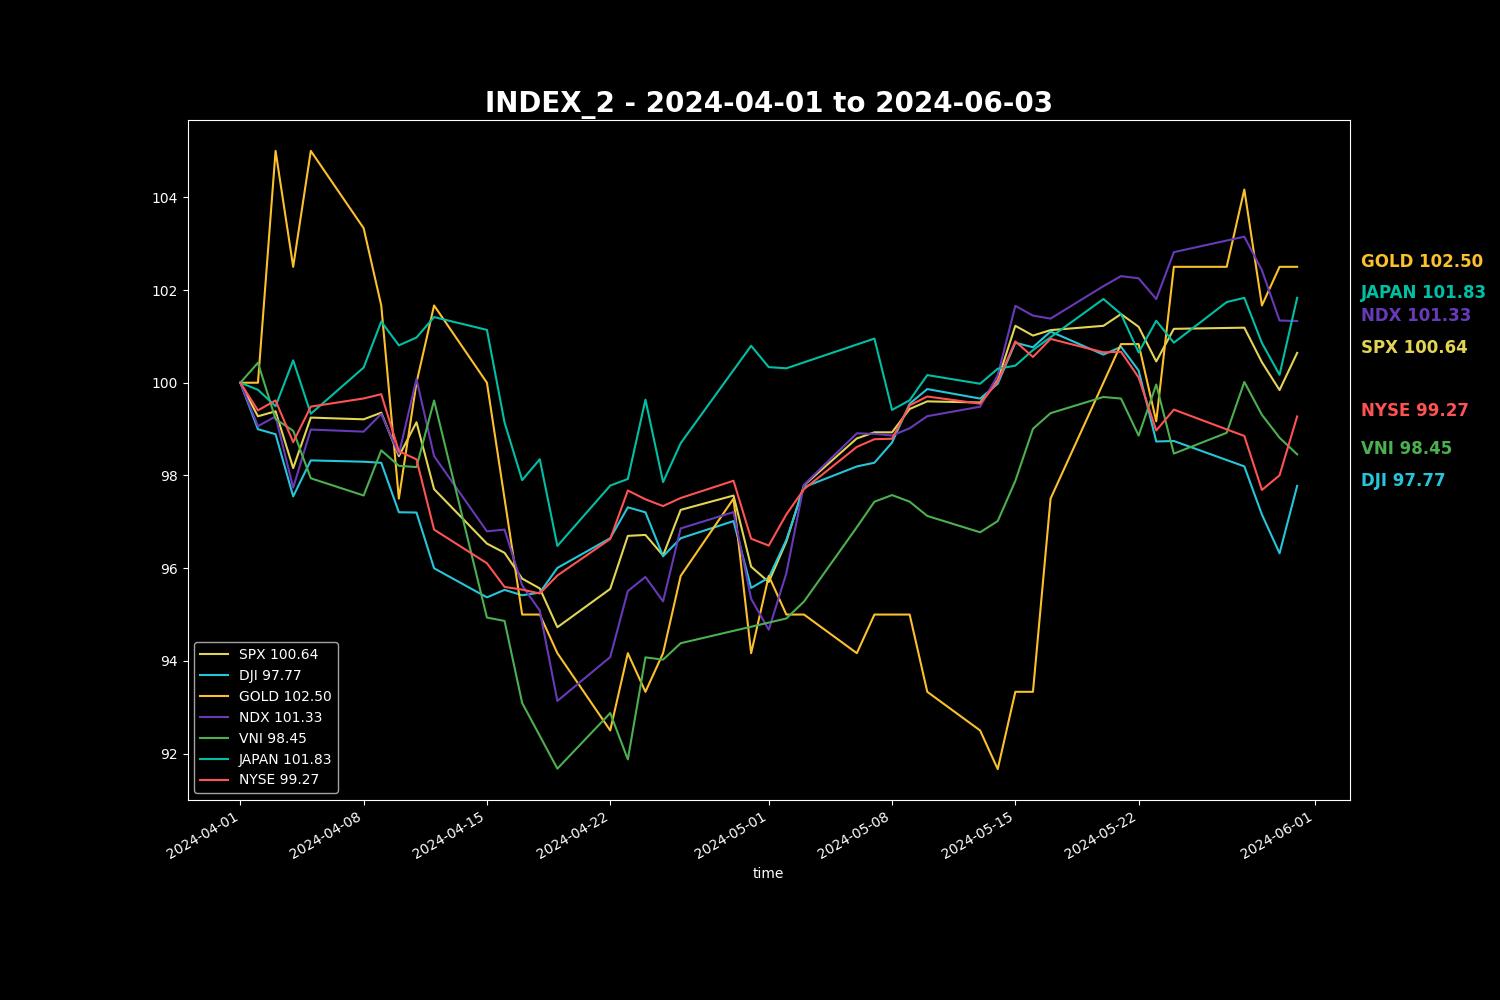 INDEX_2 - 2024-04-01 to 2024-06-03
104
102
100
98
96
94
92
GOLD 102.50
JAPAN 101.83
NDX 101.33
SPX 100.64
NYSE 99.27
VNI 98.45
DJI 97.77
SPX 100.64
DJI 97.77
GOLD 102.50
NDX 101.33
VNI 98.45
JAPAN 101.83
NYSE 99.27
2024-04-01
2024-04-08
2024-04-15
2024-04-22
2024-05-01
2024-05-08
2024-05-15
2024-05-22
2024-06-01
time